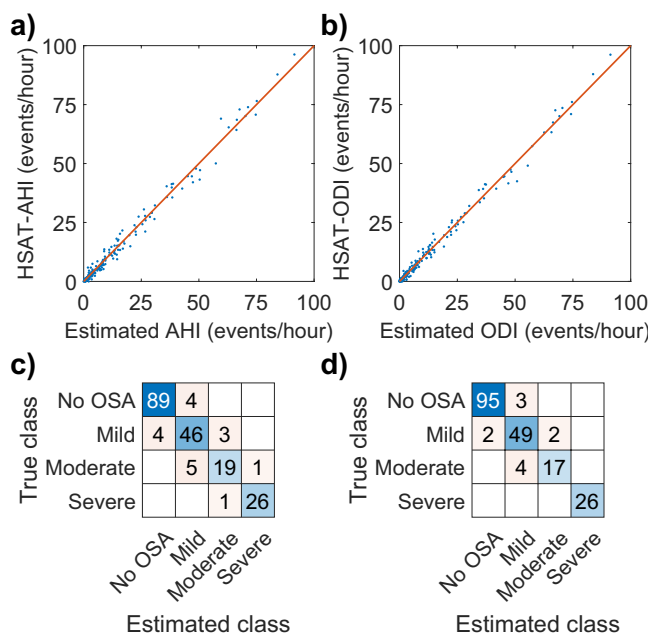 a)
100
75
50
25
0
0 25 50 75 100
HSAT-AHI (events/hour)
Estimated AHI (events/hour)
b)
100
75
50
25
0
0 25 50 75 100
HSAT-ODI (events/hour)
Estimated ODI (events/hour)
c)
True class
No OSA 89 4
Mild 4 46 3
Moderate 5 19 1
Severe 1 26
No OSA
Mild
Moderate
Severe
Estimated class
d)
True class
No OSA 95 3
Mild 2 49 2
Moderate 4 17
Severe 26
No OSA
Mild
Moderate
Severe
Estimated class